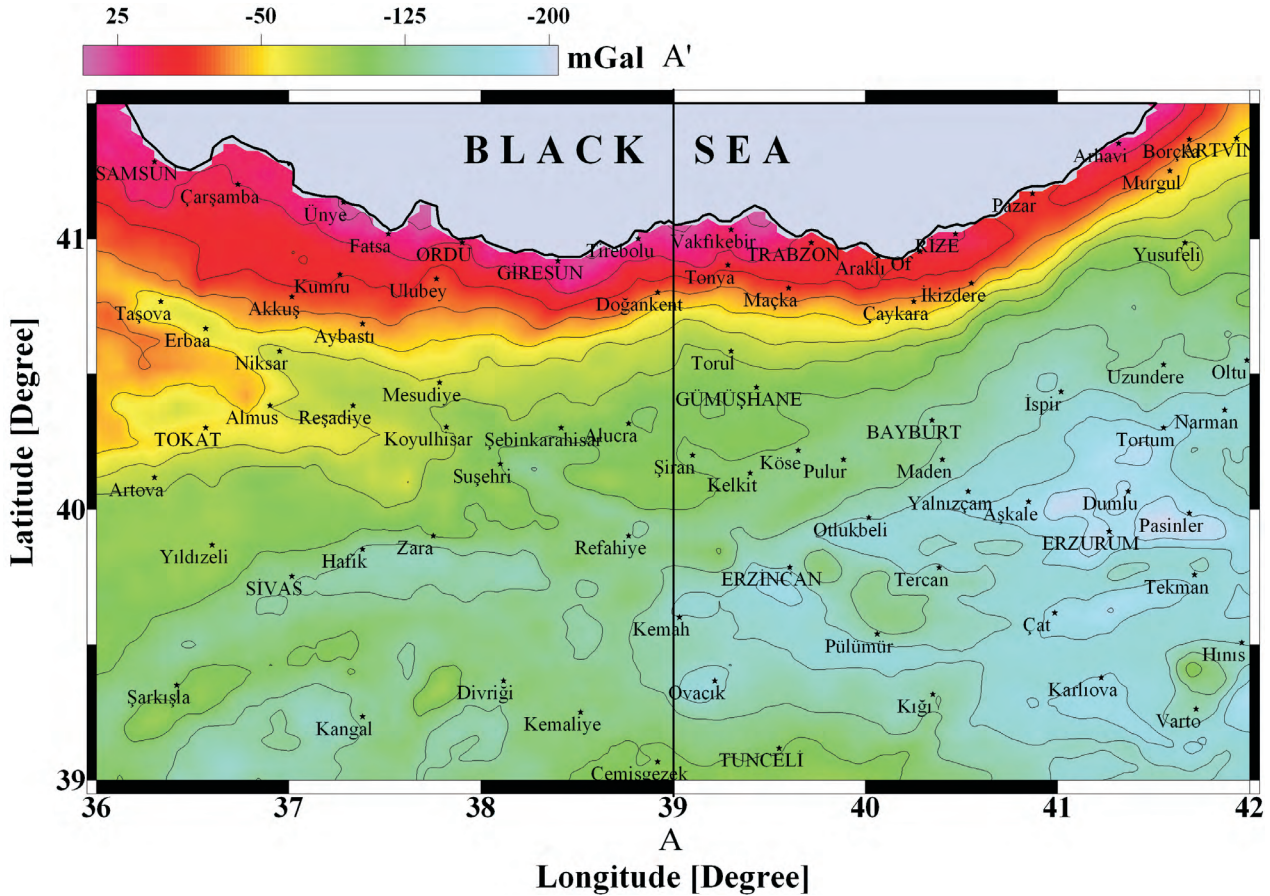 25 -50 -125 -200
mGal A'
BLACK SEA
Arhavi Borçka ARTVİN
SAMSUN Murgul
Çarşamba Pazar
Ünye
Fatsa Vakfıkebir RİZE
ORDU Tirebolu TRABZON Yusufeli
GİRESUN Araklı Of
Tonya
Kumru Ulubey İkizdere
Akkuş Doğankent Maçka
Taşova Çaykara
Erbaa Aybastı
Niksar Torul Uzundere Oltu
Mesudiye GÜMÜŞHANE İspir
Almus Reşadiye Narman
TOKAT Koyulhisar Şebinkarahisar Alucra BAYBURT Tortum
Suşehri Şiran Köse Pulur Maden
Artova Kelkit
Yalnızçam Aşkale Dumlu
Otlukbeli Pasinler
Yıldızeli Hafik Zara Refahiye ERZURUM
SİVAS ERZİNCAN Tercan Tekman
Kemah Çat
Pülümür Hınıs
Şarkışla Divriği Ovacık Karlıova
Kangal Kemaliye Kığı Varto
Cemişgezek TUNCELİ
41
40
39
Latitude [Degree]
36 37 38 39 40 41 42
A
Longitude [Degree]